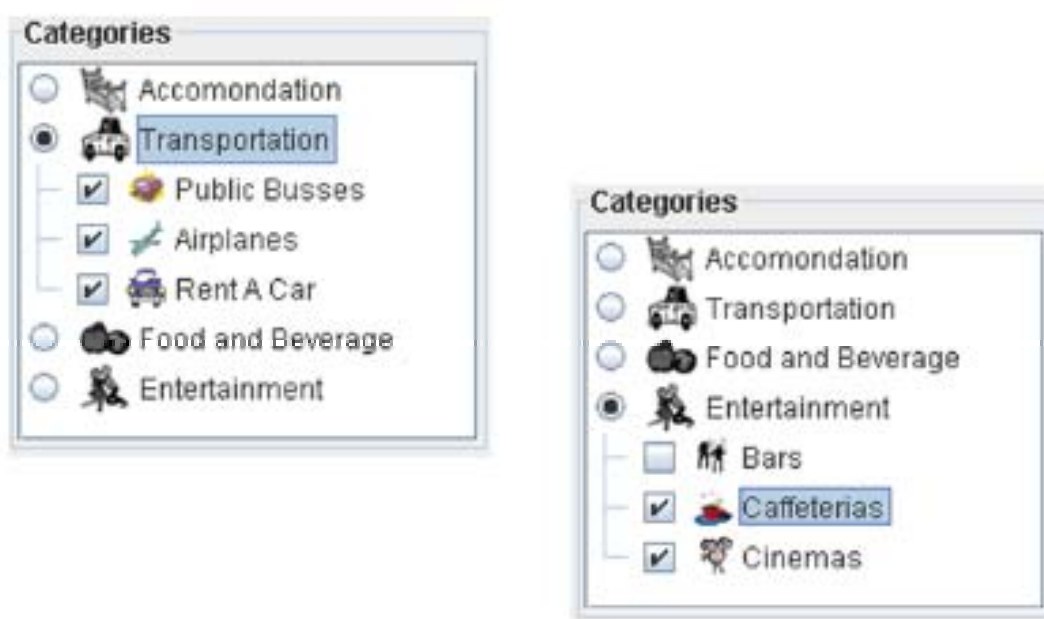 Categories
Accomondation
Transportation
Public Busses
Airplanes
Rent A Car
Food and Beverage
Entertainment
Categories
Accomondation
Transportation
Food and Beverage
Entertainment
Bars
Caffeterias
Cinemas